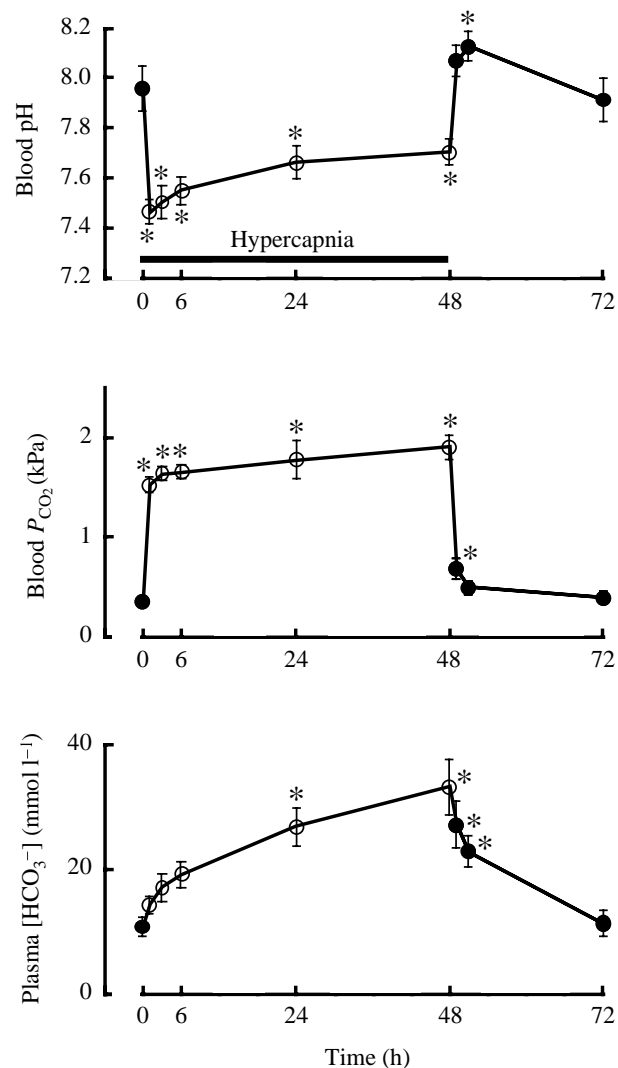 8.2
8.0
7.8
7.6
7.4
7.2
Blood pH
* * * * * * *
Hypercapnia
0 6 24 48 72
2
1
0
Blood P_CO₂ (kPa)
* * * * * *
0 6 24 48 72
40
20
0
Plasma [HCO₃⁻] (mmol l⁻¹)
* * * *
0 6 24 48 72
Time (h)